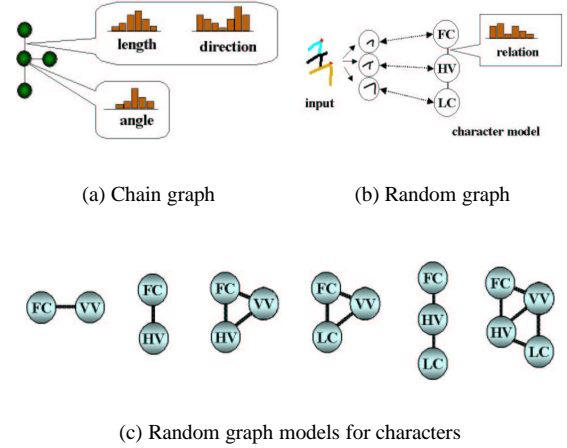 length direction
angle
input
FC
HV
LC
relation
character model
(a) Chain graph
(b) Random graph
FC VV
FC
HV
FC VV
HV
FC VV
LC
FC
HV
LC
FC VV
HV LC
(c) Random graph models for characters